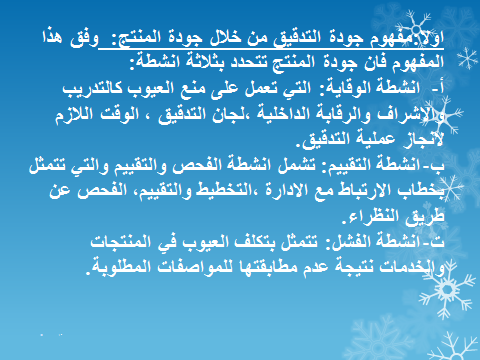 اولا:مفهوم جودة التدقيق من خلال جودة المنتج: وفق هذا
المفهوم فان جودة المنتج تتحدد بثلاثة انشطة:
أ- انشطة الوقاية: التي تعمل على منع العيوب كالتدريب
والاشراف والرقابة الداخلية ،لجان التدقيق ، الوقت اللازم
لانجاز عملية التدقيق.
ب-انشطة التقييم: تشمل انشطة الفحص والتقييم والتي تتمثل
بخطاب الارتباط مع الادارة ،التخطيط والتقييم، الفحص عن
طريق النظراء.
ت-انشطة الفشل: تتمثل بتكلف العيوب في المنتجات
والخدمات نتيجة عدم مطابقتها للمواصفات المطلوبة.